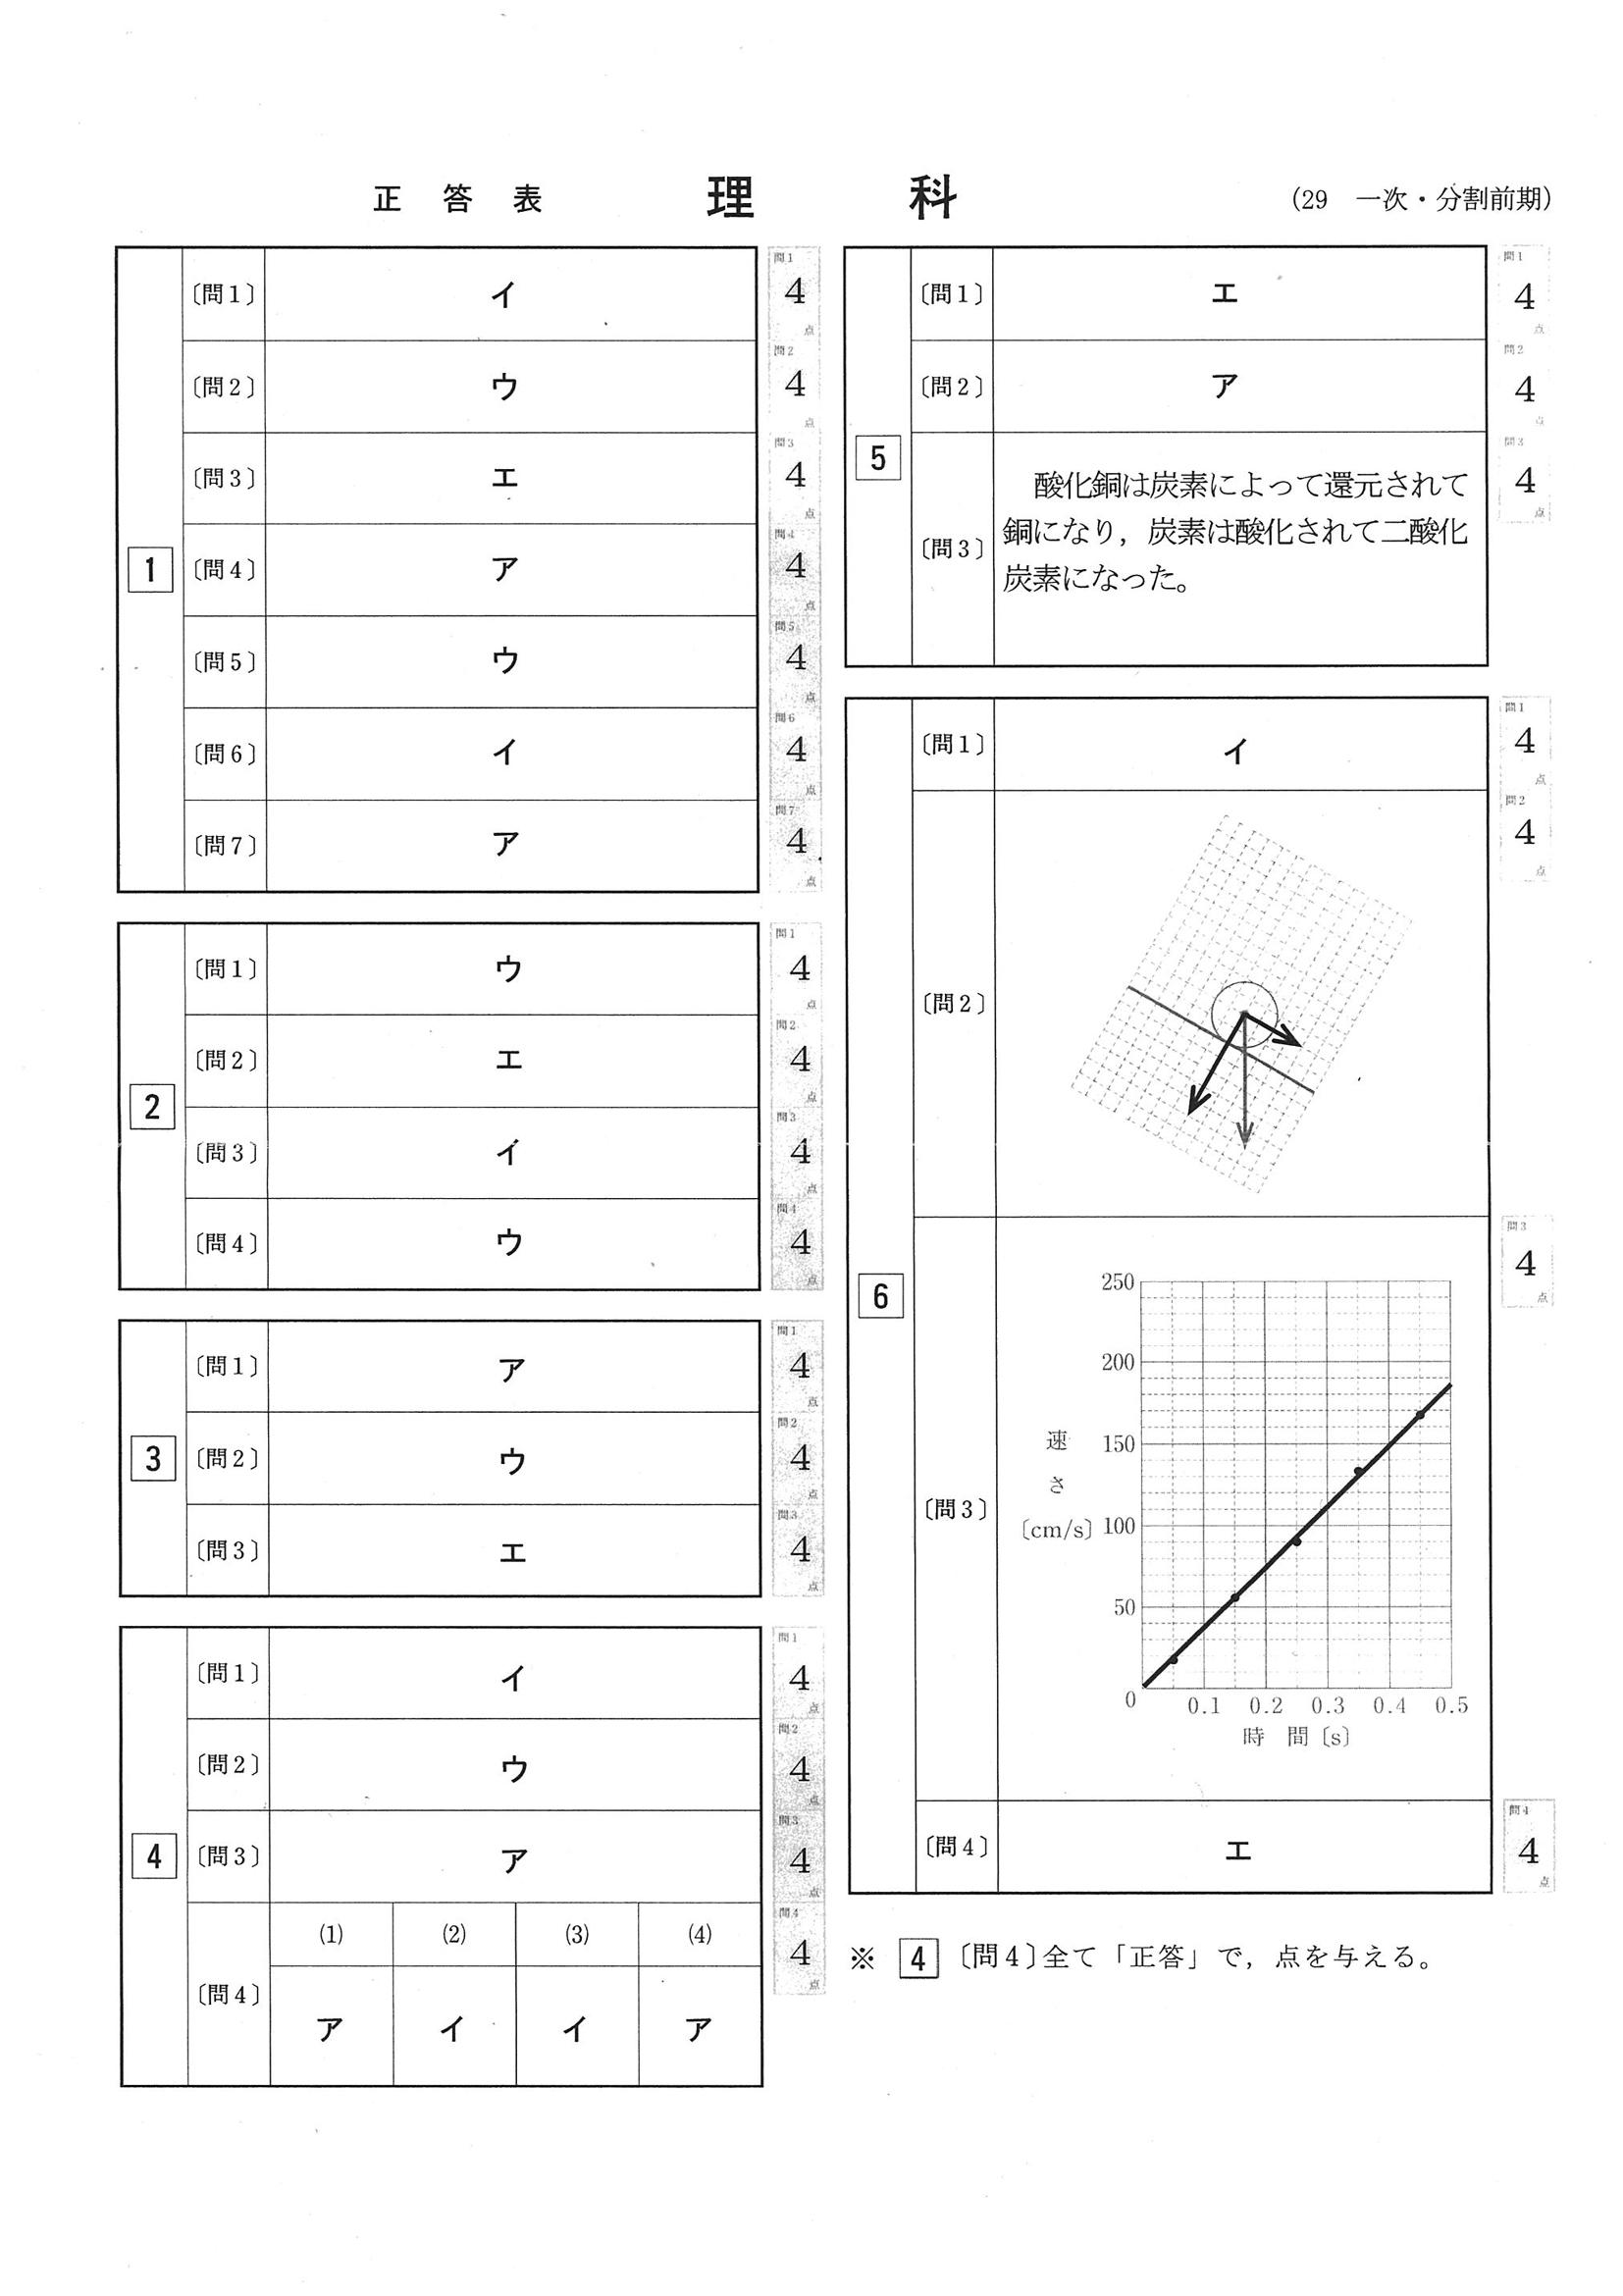 正答表 理科 (29 一次・分割前期)
1
〔問1〕 イ 問1 4点
〔問2〕 ウ 問2 4点
〔問3〕 エ 問3 4点
〔問4〕 ア 問4 4点
〔問5〕 ウ 問5 4点
〔問6〕 イ 問6 4点
〔問7〕 ア 問7 4点
2
〔問1〕 ウ 問1 4点
〔問2〕 エ 問2 4点
〔問3〕 イ 問3 4点
〔問4〕 ウ 問4 4点
3
〔問1〕 ア 問1 4点
〔問2〕 ウ 問2 4点
〔問3〕 エ 問3 4点
4
〔問1〕 イ 問1 4点
〔問2〕 ウ 問2 4点
〔問3〕 ア 問3 4点
〔問4〕 問4 4点
(1) (2) (3) (4)
ア イ イ ア
5
〔問1〕 エ 問1 4点
〔問2〕 ア 問2 4点
〔問3〕 問3 4点
酸化銅は炭素によって還元されて
銅になり，炭素は酸化されて二酸化
炭素になった。
6
〔問1〕 イ 問1 4点
〔問2〕 問2 4点
〔問3〕 問3 4点
250
200
150
100
50
0
速さ〔cm/s〕
0.1 0.2 0.3 0.4 0.5
時間〔s〕
〔問4〕 エ 問4 4点
※ 4 〔問4〕全て「正答」で，点を与える。